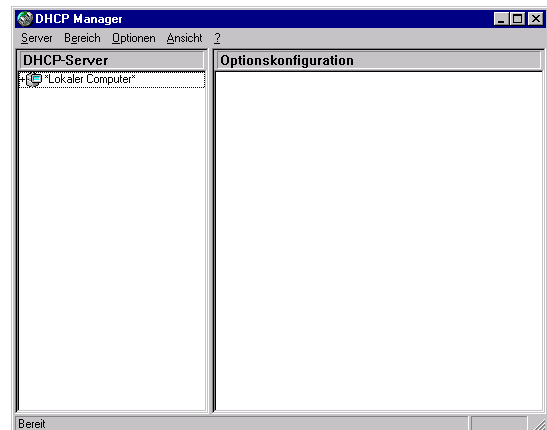 DHCP Manager
Server Bereich Optionen Ansicht ?
DHCP-Server
Optionskonfiguration
*Lokaler Computer*
Bereit